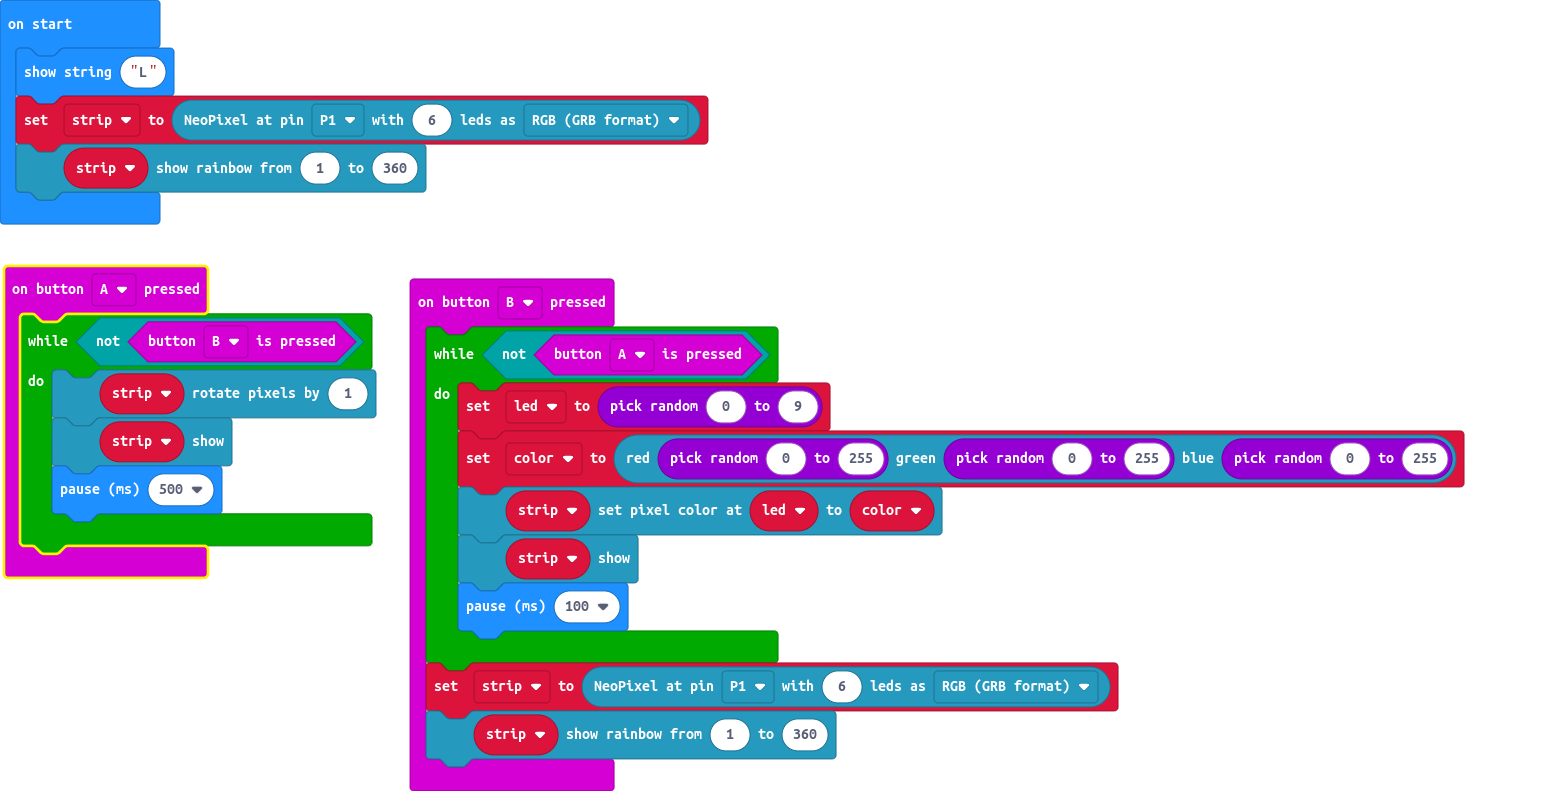 on start
show string "L"
set strip to NeoPixel at pin P1 with 6 leds as RGB (GRB format)
strip show rainbow from 1 to 360
on button A pressed
while not button B is pressed
do
strip rotate pixels by 1
strip show
pause (ms) 500
on button B pressed
while not button A is pressed
do
set led to pick random 0 to 9
set color to red pick random 0 to 255 green pick random 0 to 255 blue pick random 0 to 255
strip set pixel color at led to color
strip show
pause (ms) 100
set strip to NeoPixel at pin P1 with 6 leds as RGB (GRB format)
strip show rainbow from 1 to 360